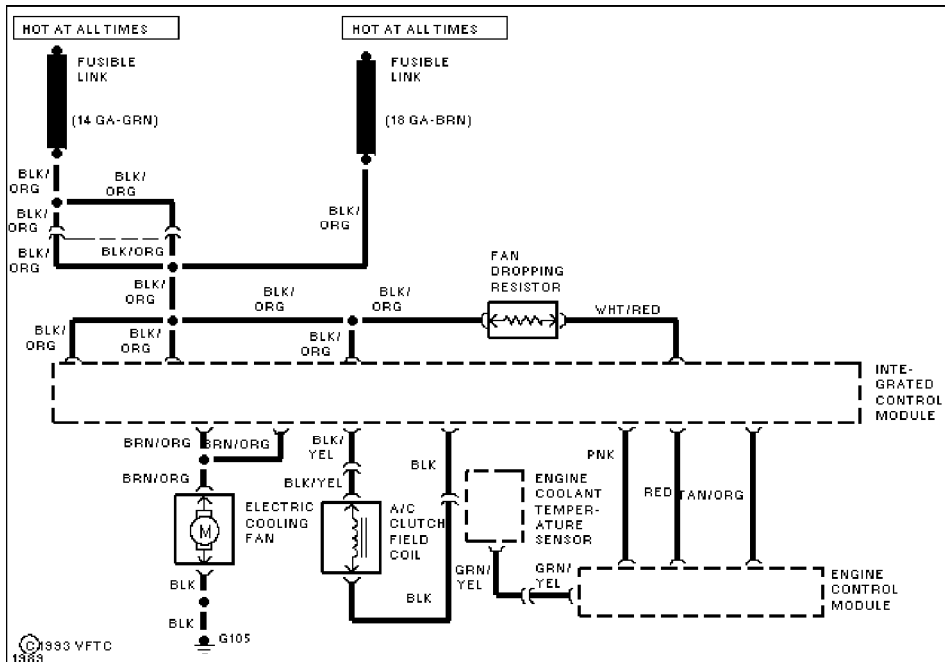 HOT AT ALL TIMES
HOT AT ALL TIMES
FUSIBLE
LINK
(14 GA-GRN)
FUSIBLE
LINK
(18 GA-BRN)
BLK/
ORG
BLK/
ORG
BLK/
ORG
BLK/
ORG
BLK/ORG
BLK/
ORG
BLK/
ORG
BLK/
ORG
BLK/
ORG
FAN
DROPPING
RESISTOR
WHT/RED
BLK/
ORG
BLK/
ORG
BLK/
ORG
INTE-
GRATED
CONTROL
MODULE
BRN/ORG
BRN/ORG
BLK/
YEL
BLK
PNK
RED
TAN/ORG
BRN/ORG
BLK/YEL
ELECTRIC
COOLING
FAN
M
A/C
CLUTCH
FIELD
COIL
ENGINE
COOLANT
TEMPER-
ATURE
SENSOR
BLK
BLK
GRN/
YEL
GRN/
YEL
ENGINE
CONTROL
MODULE
BLK
G105
C 1993 VFTC
1989